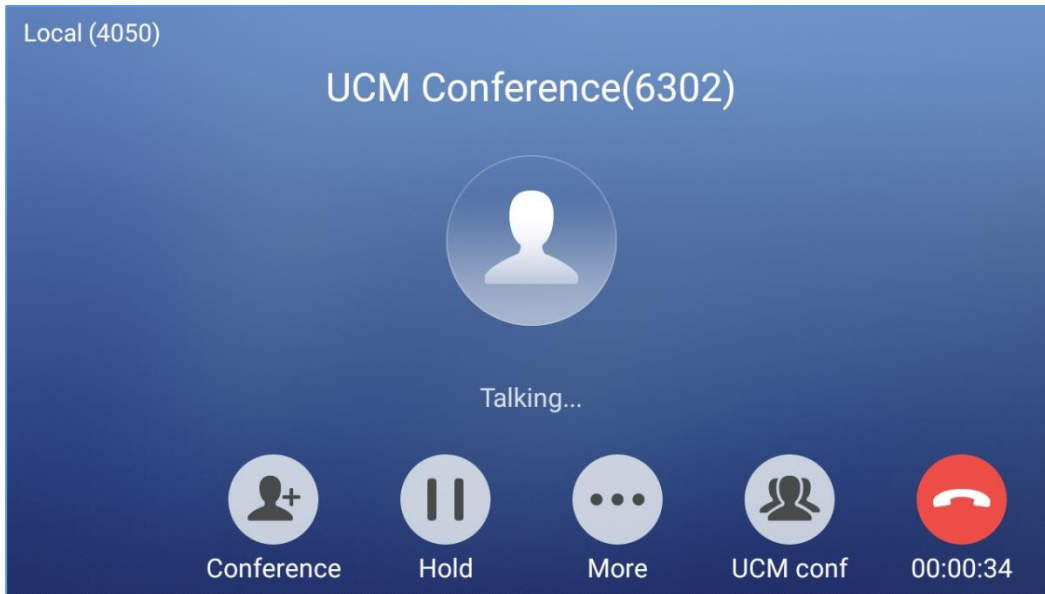 Local (4050)
UCM Conference(6302)
Talking...
Conference Hold More UCM conf 00:00:34